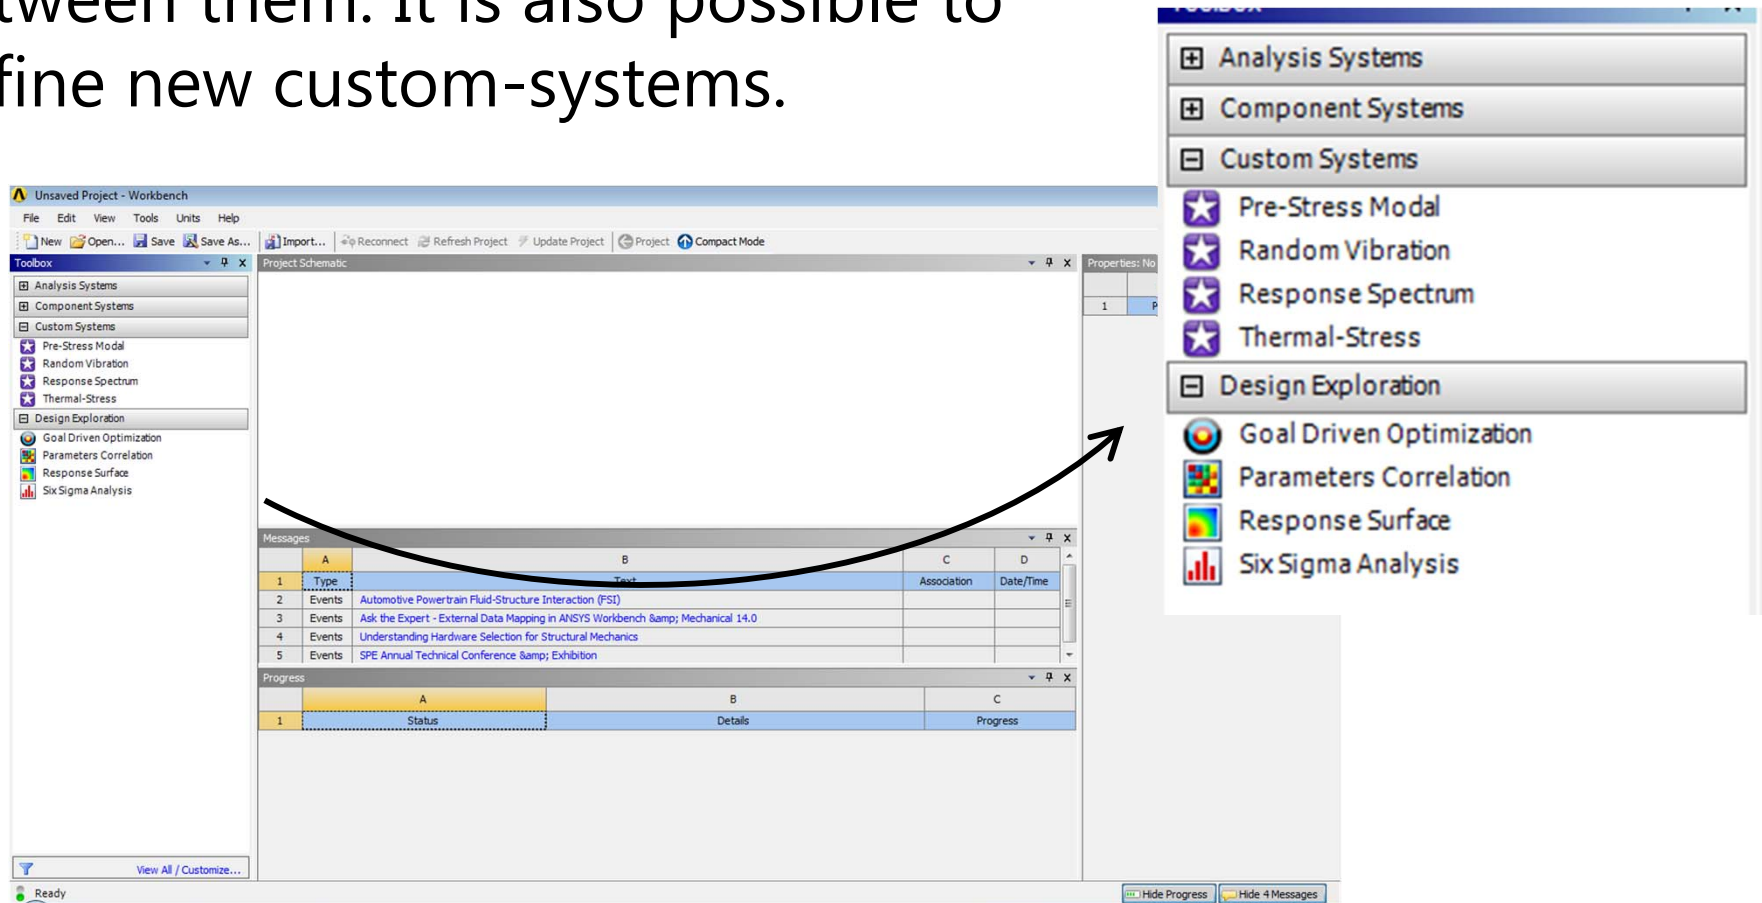 tween them. It is also possible to
fine new custom-systems.
Unsaved Project - Workbench
File Edit View Tools Units Help
New Open... Save Save As... Import... Reconnect Refresh Project Update Project Project Compact Mode
Toolbox
Analysis Systems
Component Systems
Custom Systems
Pre-Stress Modal
Random Vibration
Response Spectrum
Thermal-Stress
Design Exploration
Goal Driven Optimization
Parameters Correlation
Response Surface
Six Sigma Analysis
View All / Customize...
Project Schematic
Messages
A B C D
1 Type Text Association Date/Time
2 Events Automotive Powertrain Fluid-Structure Interaction (FSI)
3 Events Ask the Expert - External Data Mapping in ANSYS Workbench &amp; Mechanical 14.0
4 Events Understanding Hardware Selection for Structural Mechanics
5 Events SPE Annual Technical Conference &amp; Exhibition
Progress
A B C
1 Status Details Progress
Properties: No
1 P
Ready
Hide Progress Hide 4 Messages
Toolbox
Analysis Systems
Component Systems
Custom Systems
Pre-Stress Modal
Random Vibration
Response Spectrum
Thermal-Stress
Design Exploration
Goal Driven Optimization
Parameters Correlation
Response Surface
Six Sigma Analysis